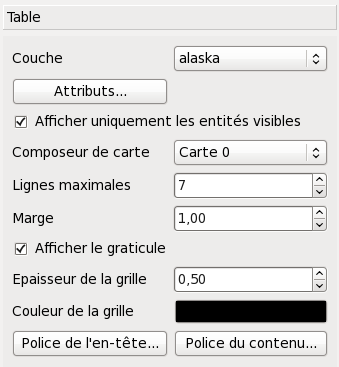 Table
Couche alaska
Attributs...
Afficher uniquement les entités visibles
Composeur de carte Carte 0
Lignes maximales 7
Marge 1,00
Afficher le graticule
Epaisseur de la grille 0,50
Couleur de la grille
Police de l'en-tête... Police du contenu...